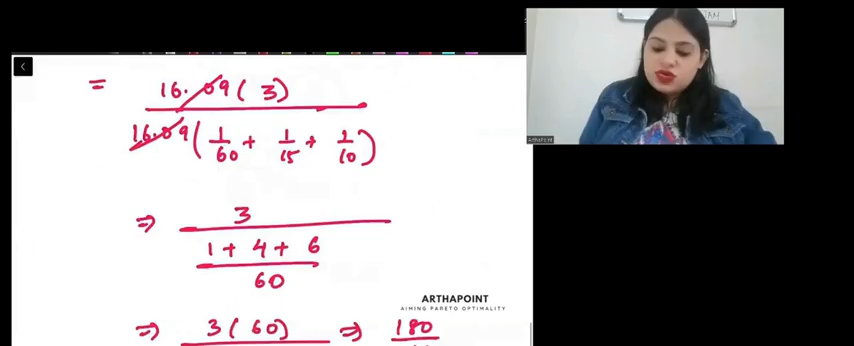 = 16.09(3)
16.09(1/60 + 1/15 + 1/10)
⇒ 3
1 + 4 + 6
60
ARTHAPOINT
AIMING PARETO OPTIMALITY
⇒ 3(60) ⇒ 180
ArthaPoint